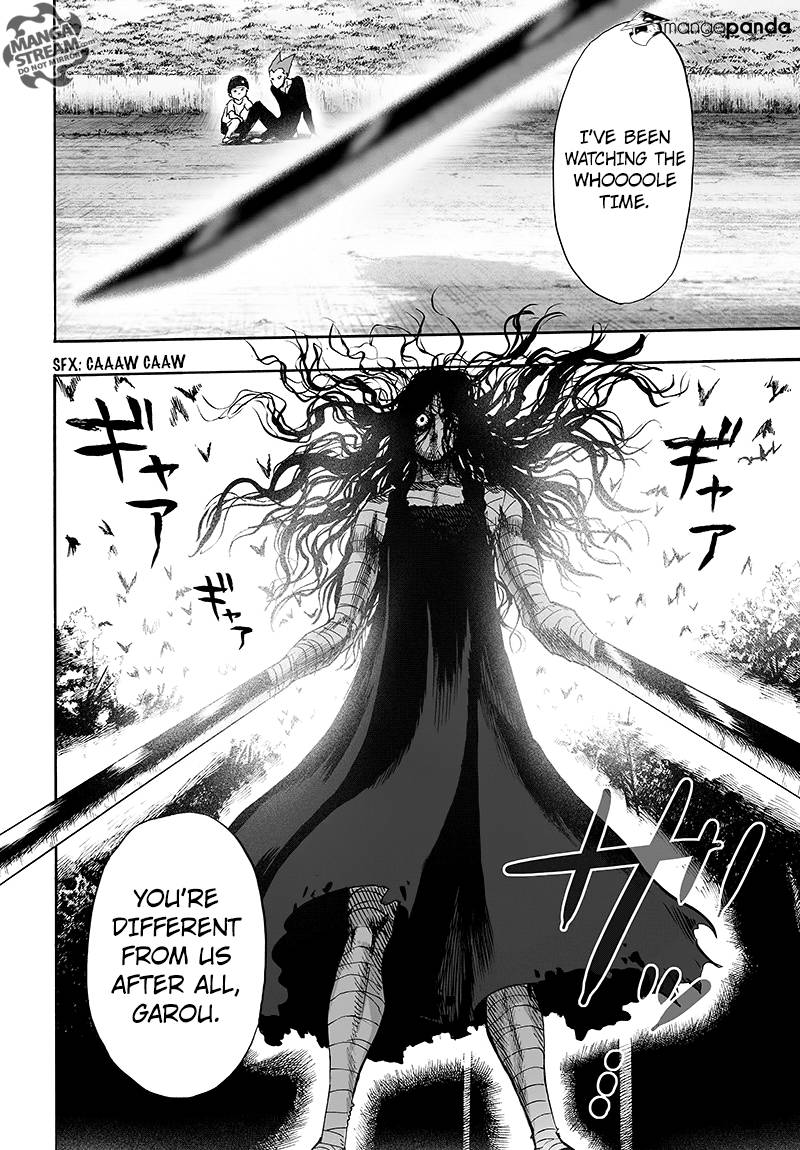 MANGA
STREAM
DO NOT MIRROR
mangapanda
I'VE BEEN
WATCHING THE
WHOOOOLE
TIME.
SFX: CAAAW CAAW
ギャア
ギャア
ギャア
ザッ
YOU'RE
DIFFERENT
FROM US
AFTER ALL,
GAROU.